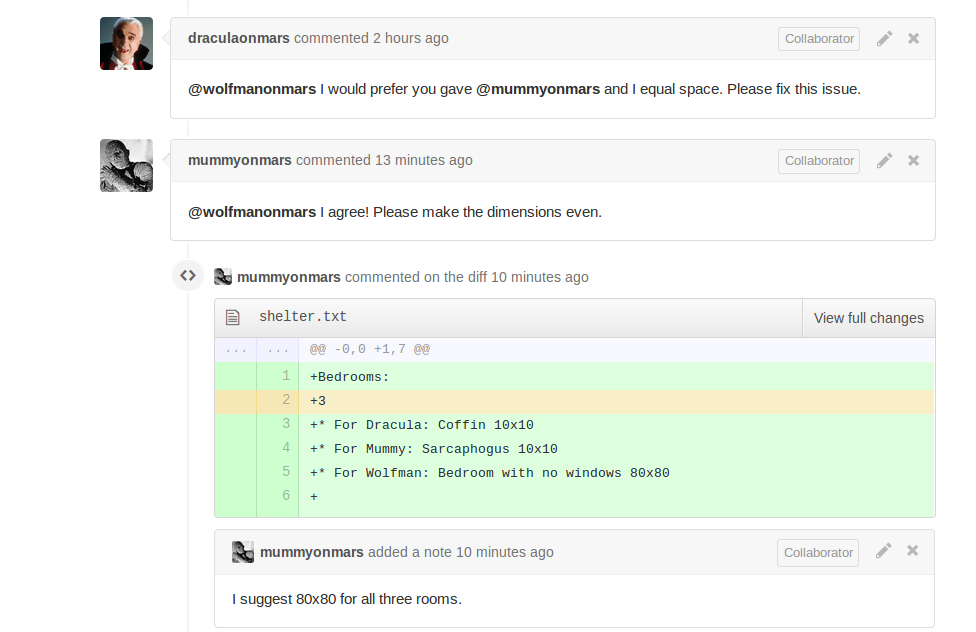 draculaonmars commented 2 hours ago Collaborator
@wolfmanonmars I would prefer you gave @mummyonmars and I equal space. Please fix this issue.
mummyonmars commented 13 minutes ago Collaborator
@wolfmanonmars I agree! Please make the dimensions even.
<> mummyonmars commented on the diff 10 minutes ago
shelter.txt View full changes
... ... @@ -0,0 +1,7 @@
1 +Bedrooms:
2 +3
3 +* For Dracula: Coffin 10x10
4 +* For Mummy: Sarcaphogus 10x10
5 +* For Wolfman: Bedroom with no windows 80x80
6 +
mummyonmars added a note 10 minutes ago Collaborator
I suggest 80x80 for all three rooms.